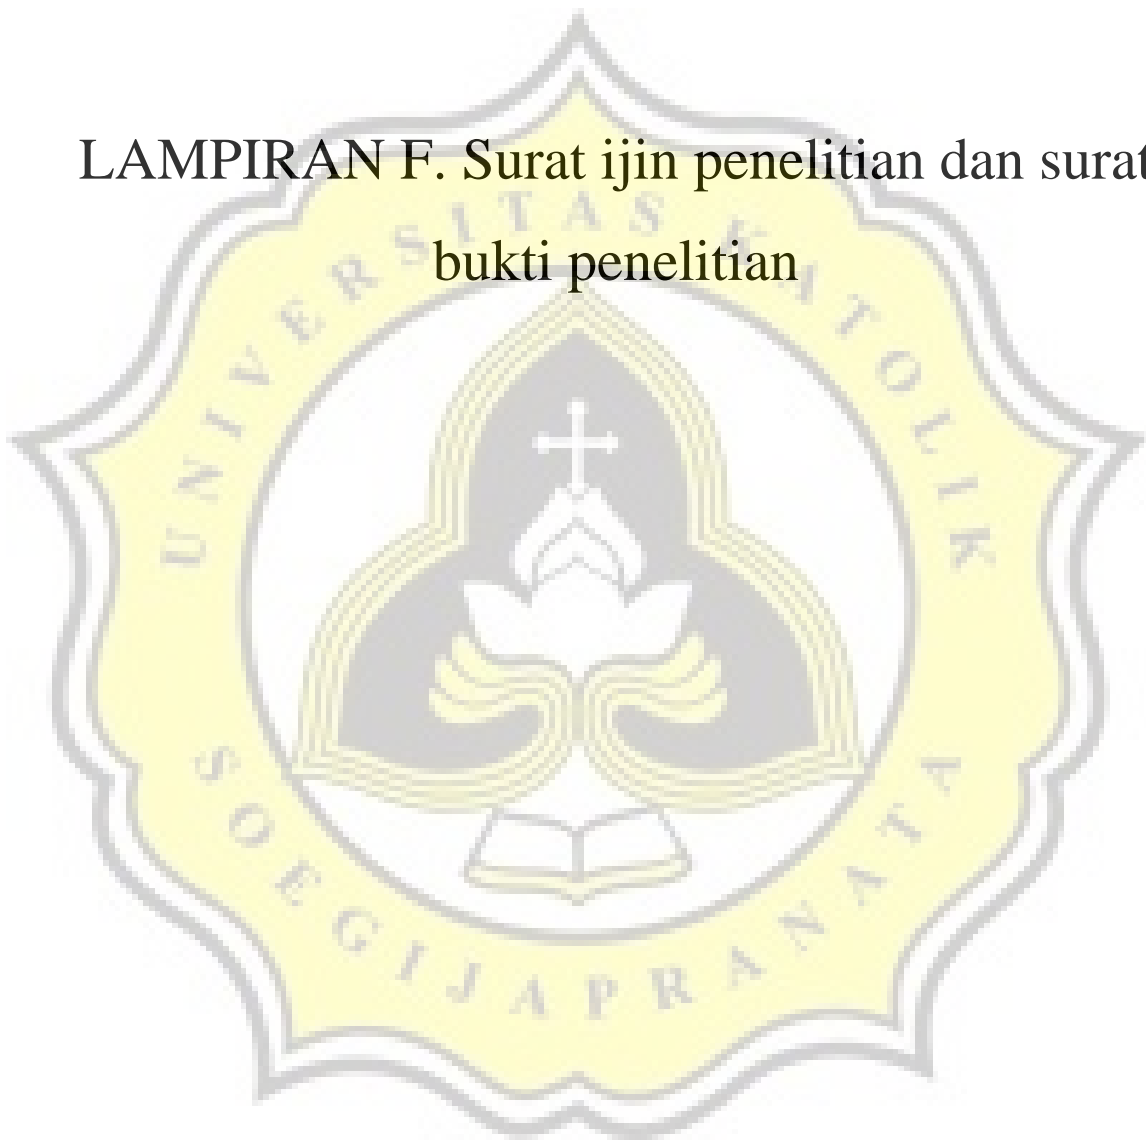 LAMPIRAN F. Surat ijin penelitian dan surat
bukti penelitian
UNIVERSITAS KATOLIK
SOEGIJAPRANATA